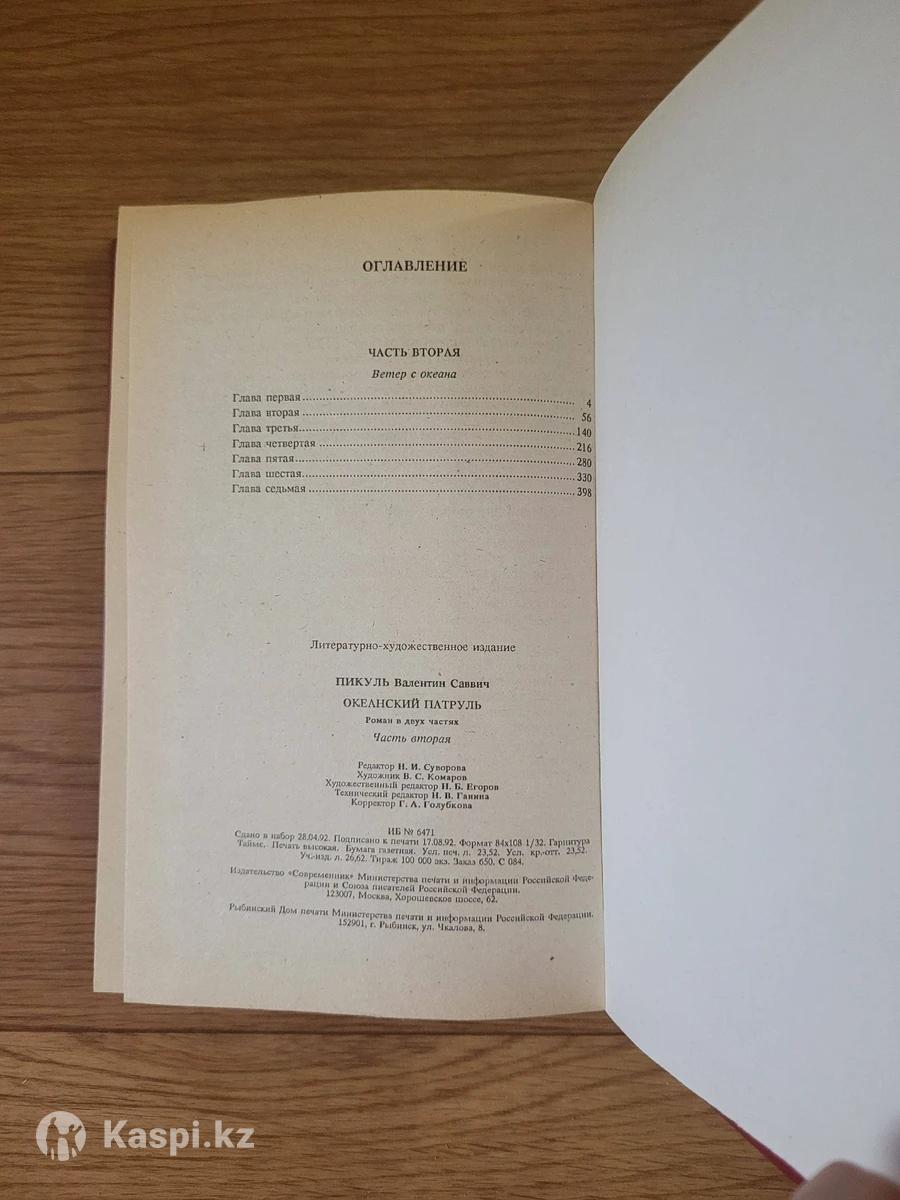 ОГЛАВЛЕНИЕ
ЧАСТЬ ВТОРАЯ
Ветер с океана
Глава первая 4
Глава вторая 56
Глава третья 140
Глава четвертая 216
Глава пятая 280
Глава шестая 330
Глава седьмая 398
Литературно-художественное издание
ПИКУЛЬ Валентин Саввич
ОКЕАНСКИЙ ПАТРУЛЬ
Роман в двух частях
Часть вторая
Редактор Н. И. Суворова
Художник В. С. Комаров
Художественный редактор Н. Б. Егоров
Технический редактор Н. В. Ганина
Корректор Г. А. Голубкова
ИБ № 6471
Сдано в набор 28.04.92. Подписано к печати 17.08.92. Формат 84х108 1/32. Гарнитура
Таймс. Печать высокая. Бумага газетная. Усл. печ. л. 23,52. Усл. кр.-отт. 23,52.
Уч.-изд. л. 26,62. Тираж 100 000 экз. Заказ 650. С 084.
Издательство «Современник» Министерства печати и информации Российской Феде-
рации и Союза писателей Российской Федерации.
123007, Москва, Хорошевское шоссе, 62.
Рыбинский Дом печати Министерства печати и информации Российской Федерации.
152901, г. Рыбинск, ул. Чкалова, 8.
Kaspi.kz